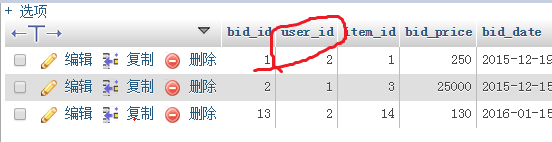 + 选项
←T→ bid_id user_id item_id bid_price bid_date
编辑 复制 删除 1 2 1 250 2015-12-19
编辑 复制 删除 2 1 3 25000 2015-12-15
编辑 复制 删除 13 2 14 130 2016-01-15